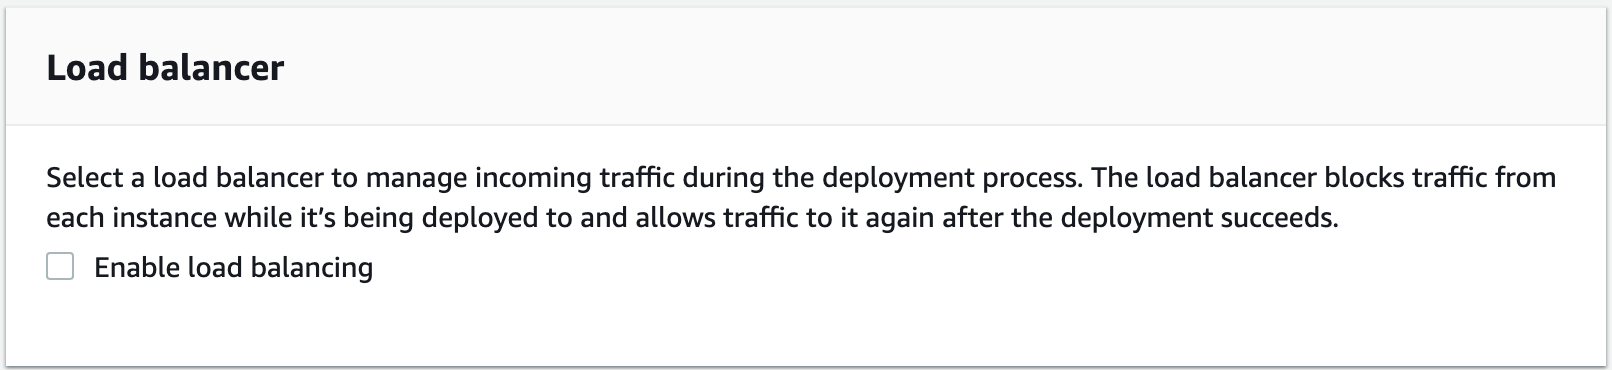 Load balancer
Select a load balancer to manage incoming traffic during the deployment process. The load balancer blocks traffic from
each instance while it’s being deployed to and allows traffic to it again after the deployment succeeds.
Enable load balancing